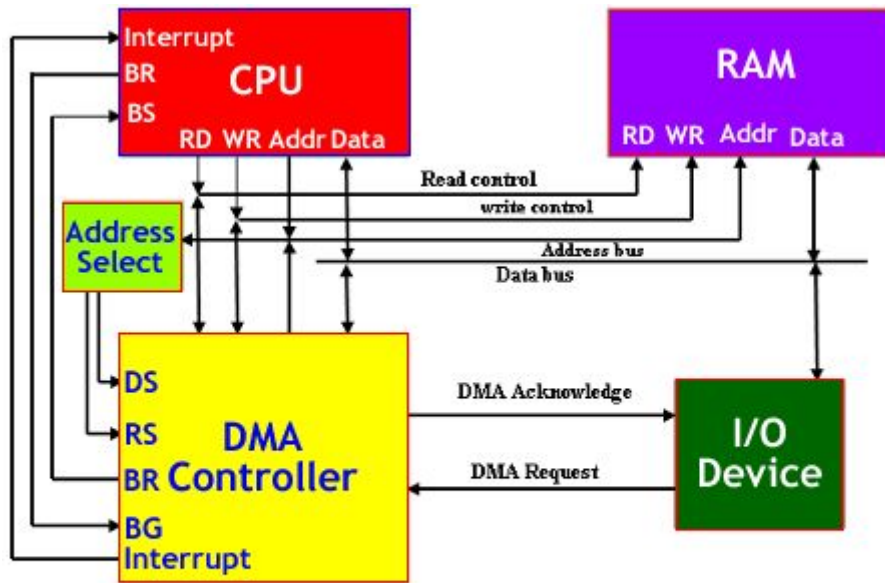 Interrupt
BR
CPU
BS
RD WR Addr Data
RAM
RD WR Addr Data
Read control
write control
Address bus
Data bus
Address
Select
DS
RS
DMA
Controller
BR
BG
Interrupt
DMA Acknowledge
DMA Request
I/O
Device